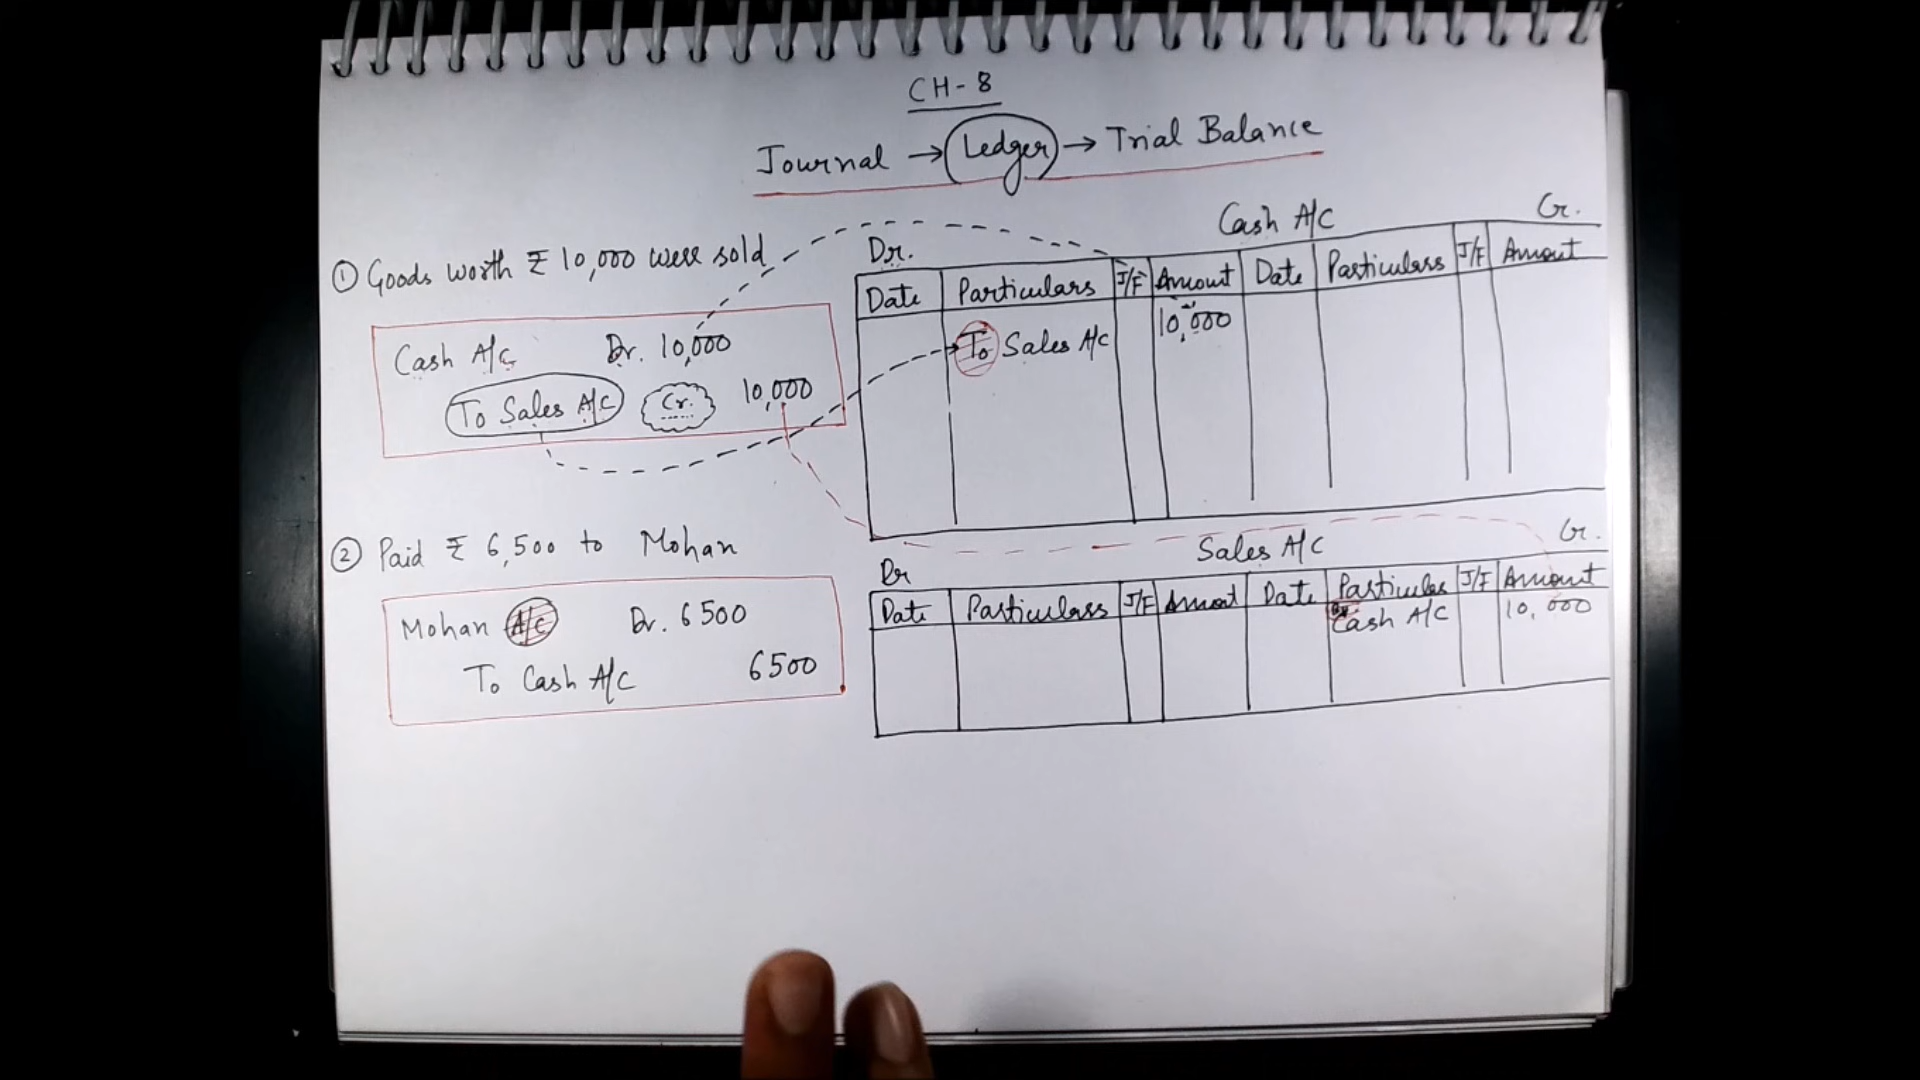 CH-8
Journal → Ledger → Trial Balance
① Goods worth ₹ 10,000 were sold
Cash A/c Dr. 10,000
To Sales A/c Cr. 10,000
② Paid ₹ 6,500 to Mohan
Mohan A/c Dr. 6500
To Cash A/c 6500
Cash A/c
Dr. Cr.
Date Particulars J/F Amount Date Particulars J/F Amount
To Sales A/c 10,000
Sales A/c
Dr Cr.
Date Particulars J/F Amount Date Particulars J/F Amount
By Cash A/c 10,000